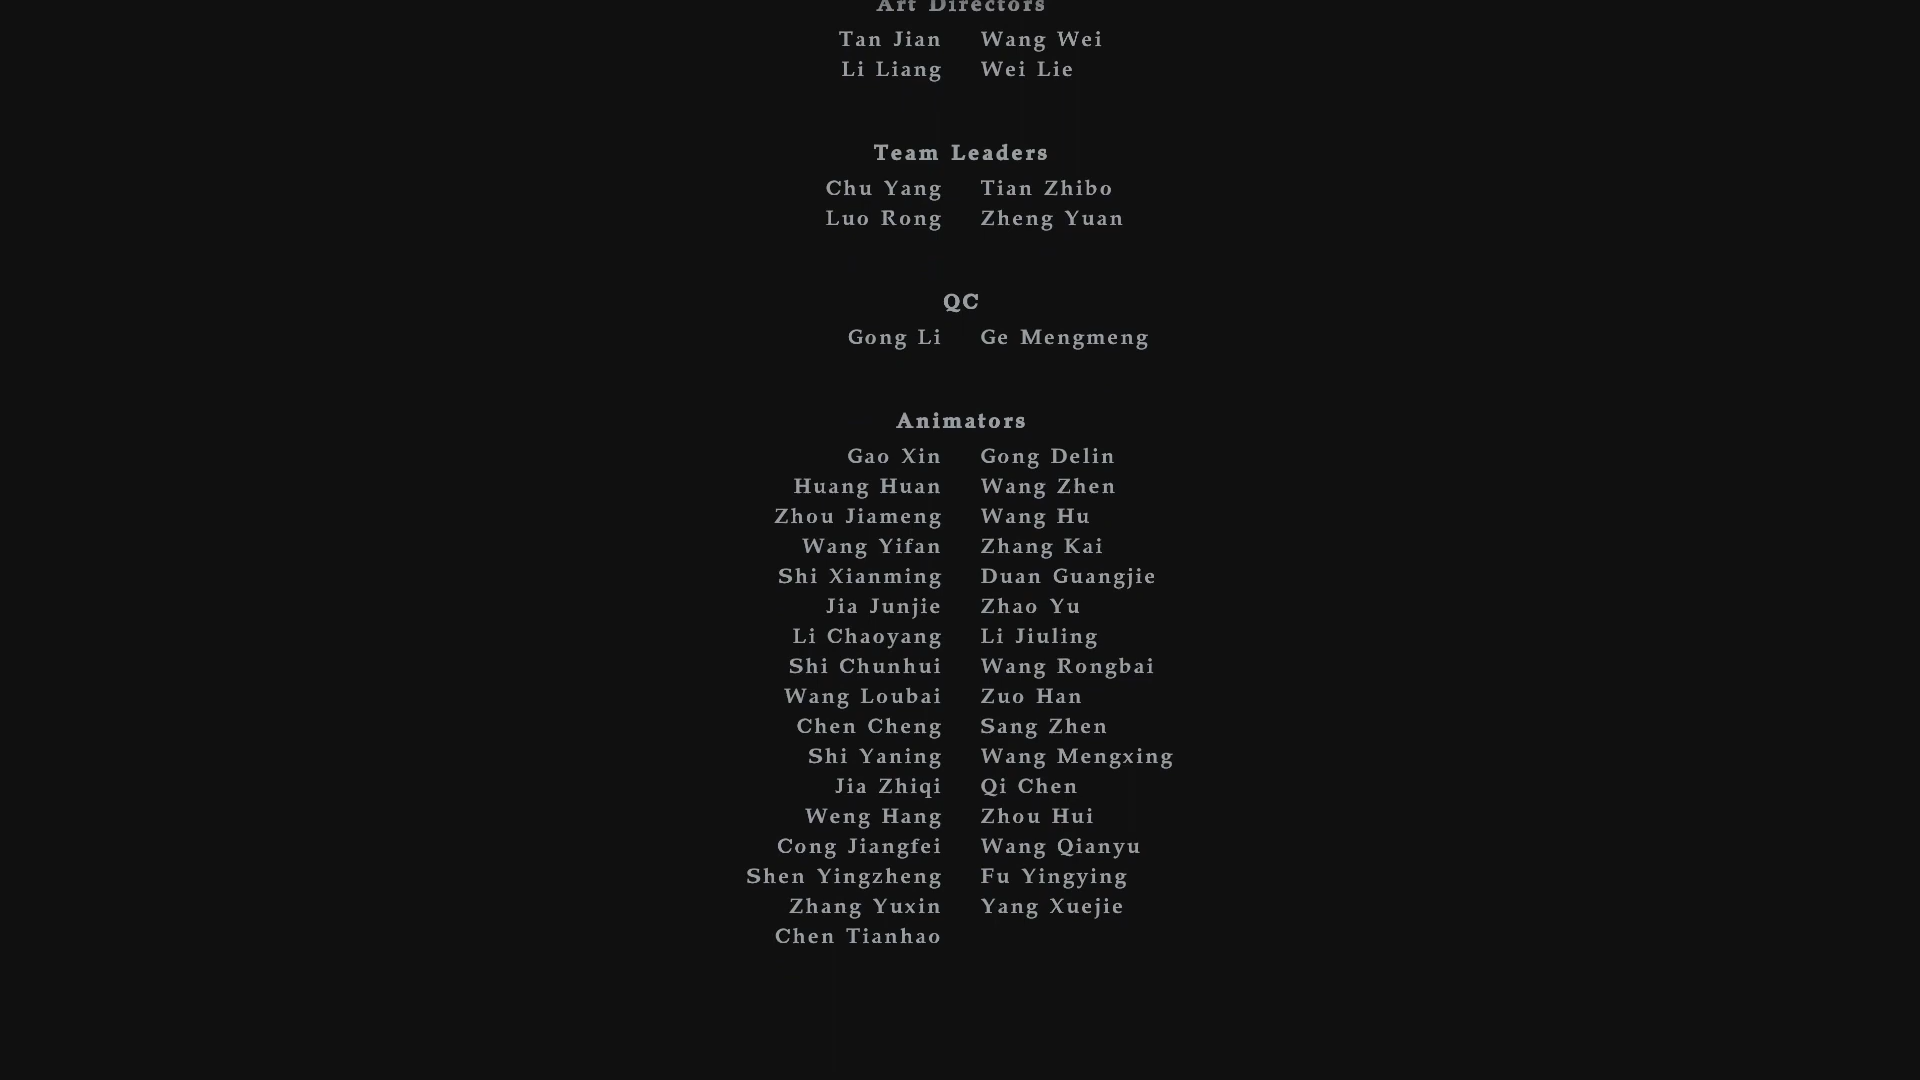 Art Directors
Tan Jian Wang Wei
Li Liang Wei Lie
Team Leaders
Chu Yang Tian Zhibo
Luo Rong Zheng Yuan
QC
Gong Li Ge Mengmeng
Animators
Gao Xin Gong Delin
Huang Huan Wang Zhen
Zhou Jiameng Wang Hu
Wang Yifan Zhang Kai
Shi Xianming Duan Guangjie
Jia Junjie Zhao Yu
Li Chaoyang Li Jiuling
Shi Chunhui Wang Rongbai
Wang Loubai Zuo Han
Chen Cheng Sang Zhen
Shi Yaning Wang Mengxing
Jia Zhiqi Qi Chen
Weng Hang Zhou Hui
Cong Jiangfei Wang Qianyu
Shen Yingzheng Fu Yingying
Zhang Yuxin Yang Xuejie
Chen Tianhao